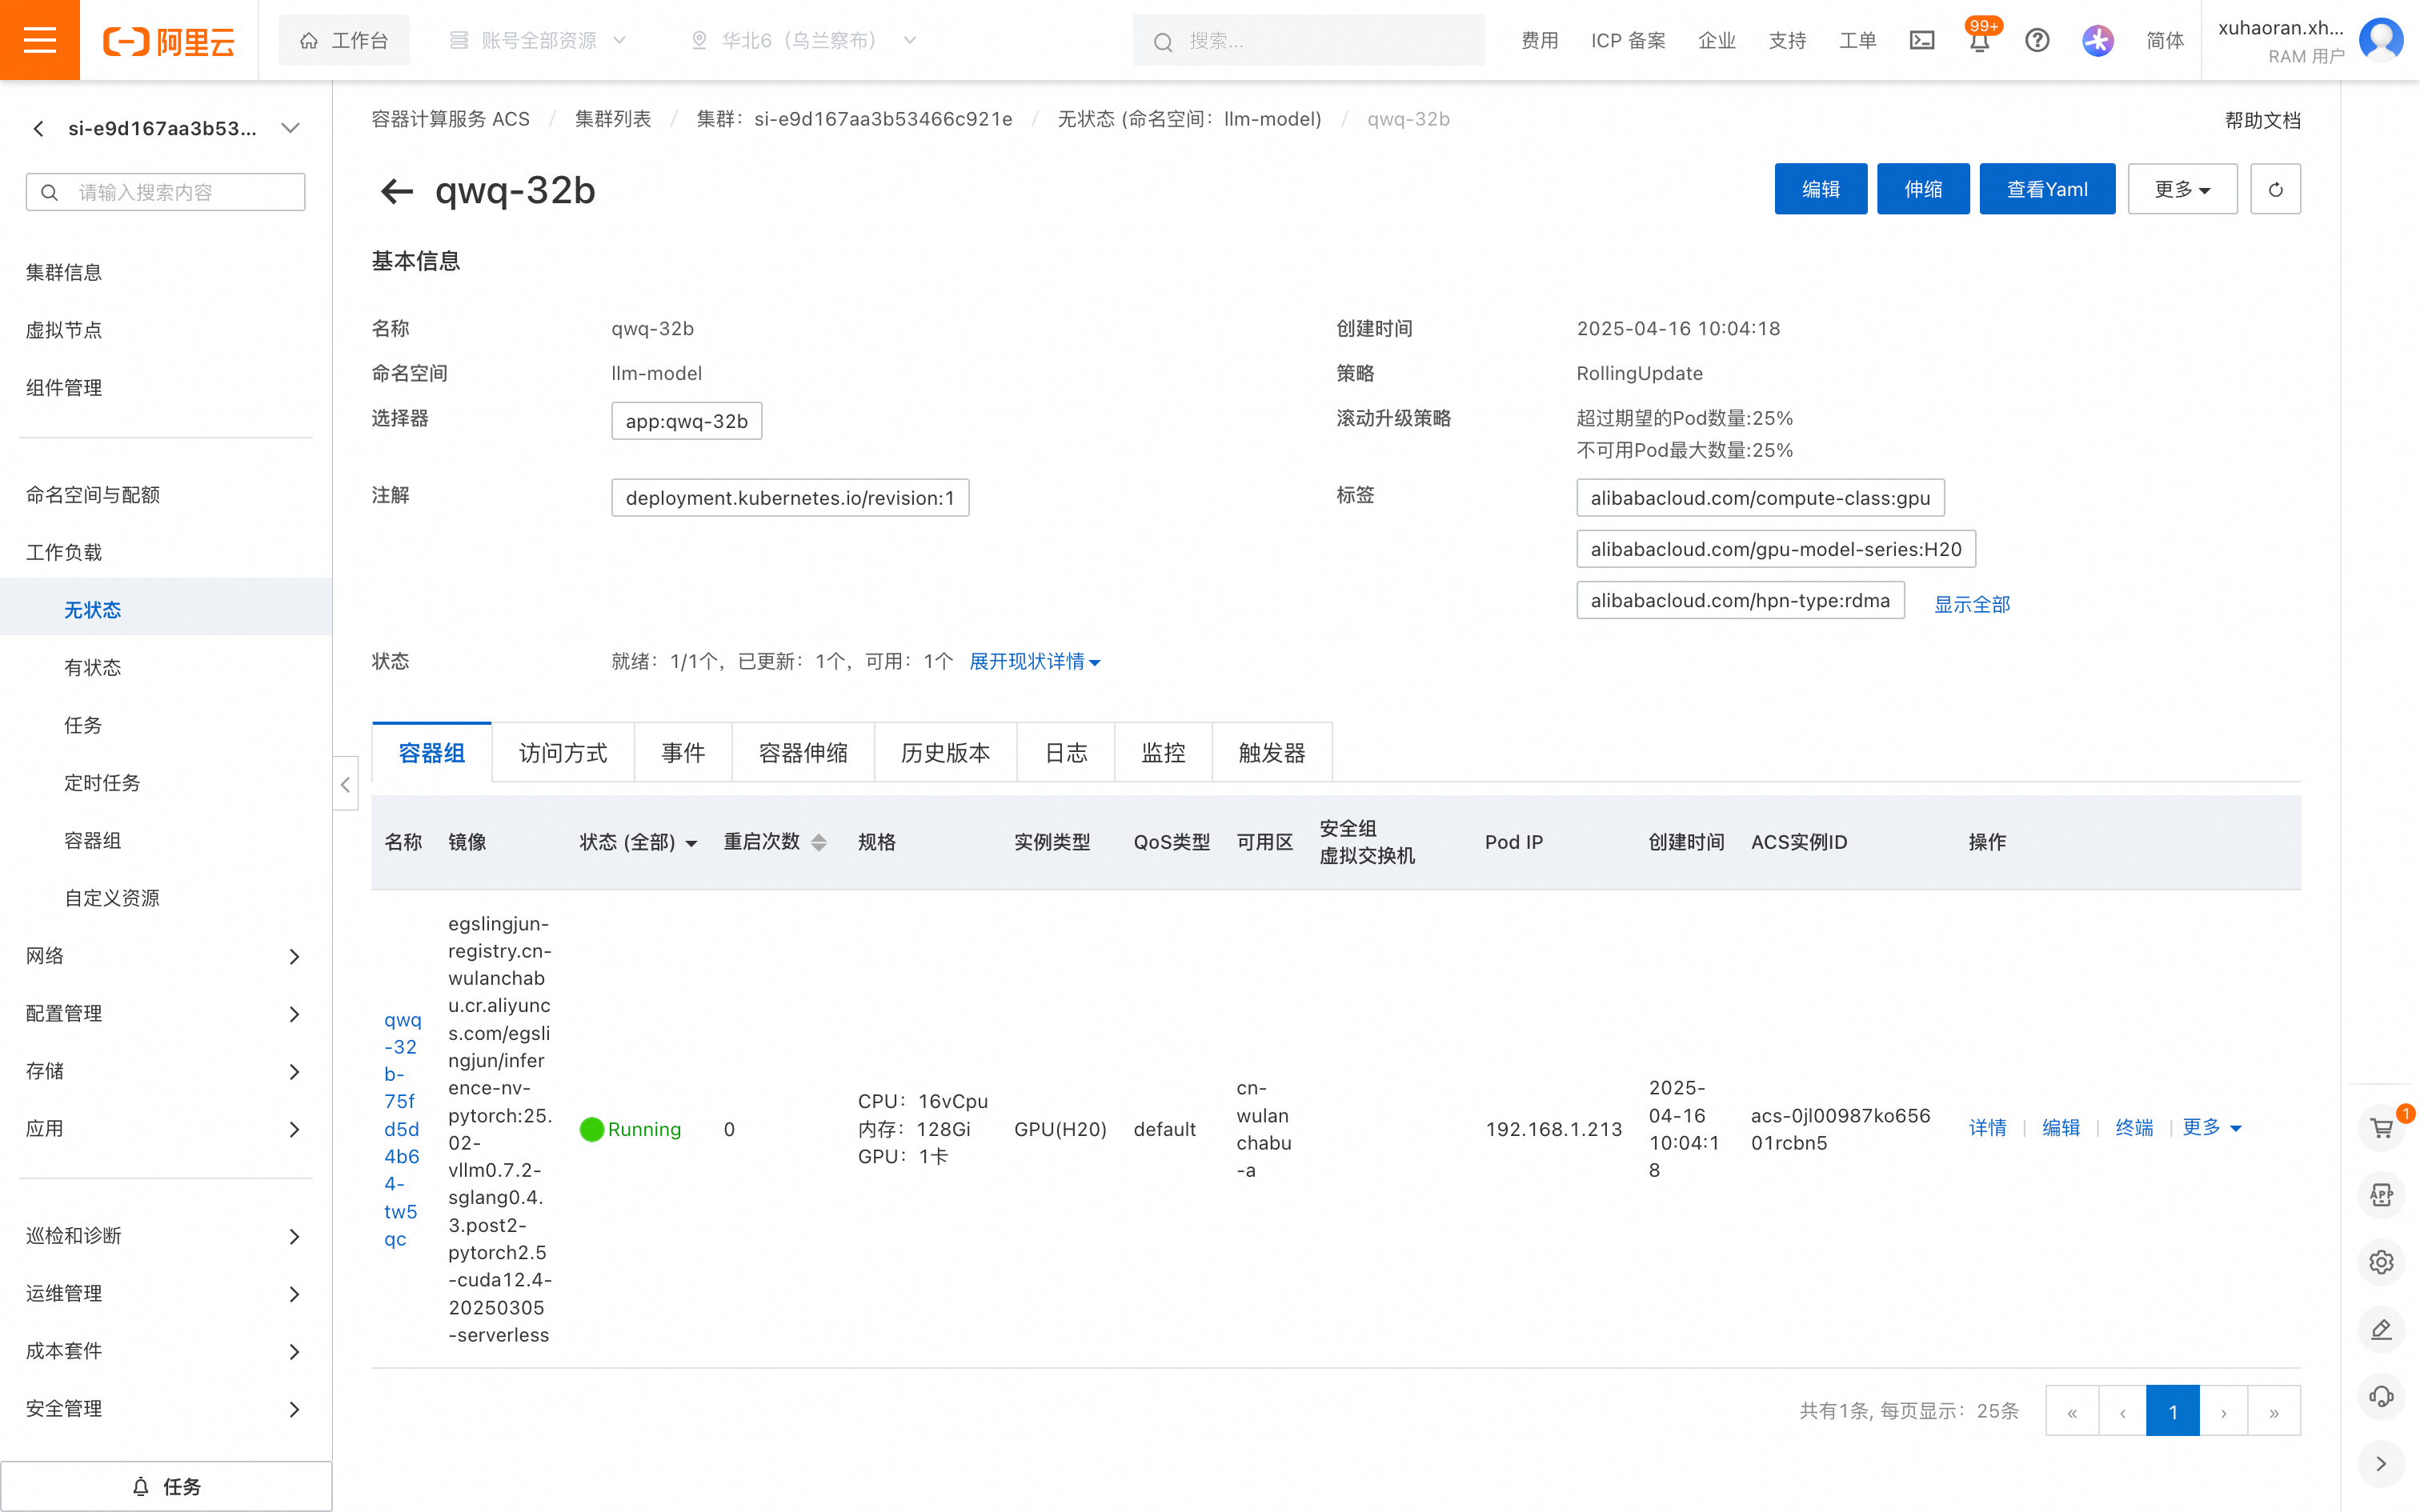 阿里云
工作台
账号全部资源
华北6（乌兰察布）
搜索...
费用
ICP 备案
企业
支持
工单
99+
简体
xuhaoran.xh...
RAM 用户
si-e9d167aa3b53...
请输入搜索内容
集群信息
虚拟节点
组件管理
命名空间与配额
工作负载
无状态
有状态
任务
定时任务
容器组
自定义资源
网络
配置管理
存储
应用
巡检和诊断
运维管理
成本套件
安全管理
任务
容器计算服务 ACS / 集群列表 / 集群：si-e9d167aa3b53466c921e / 无状态 (命名空间：llm-model) / qwq-32b
帮助文档
qwq-32b
编辑
伸缩
查看Yaml
更多
基本信息
名称
qwq-32b
创建时间
2025-04-16 10:04:18
命名空间
llm-model
策略
RollingUpdate
选择器
app:qwq-32b
滚动升级策略
超过期望的Pod数量:25%
不可用Pod最大数量:25%
注解
deployment.kubernetes.io/revision:1
标签
alibabacloud.com/compute-class:gpu
alibabacloud.com/gpu-model-series:H20
alibabacloud.com/hpn-type:rdma
显示全部
状态
就绪：1/1个，已更新：1个，可用：1个 展开现状详情
容器组
访问方式
事件
容器伸缩
历史版本
日志
监控
触发器
名称
镜像
状态 (全部)
重启次数
规格
实例类型
QoS类型
可用区
安全组
虚拟交换机
Pod IP
创建时间
ACS实例ID
操作
qwq
-32
b-
75f
d5d
4b6
4-
tw5
qc
egslingjun-
registry.cn-
wulanchab
u.cr.aliyunc
s.com/egsli
ngjun/infer
ence-nv-
pytorch:25.
02-
vllm0.7.2-
sglang0.4.
3.post2-
pytorch2.5
-cuda12.4-
20250305
-serverless
Running
0
CPU：16vCpu
内存：128Gi
GPU：1卡
GPU(H20)
default
cn-
wulan
chabu
-a
192.168.1.213
2025-
04-16
10:04:1
8
acs-0jl00987ko656
01rcbn5
详情
编辑
终端
更多
共有1条, 每页显示：25条
«
‹
1
›
»
1
APP